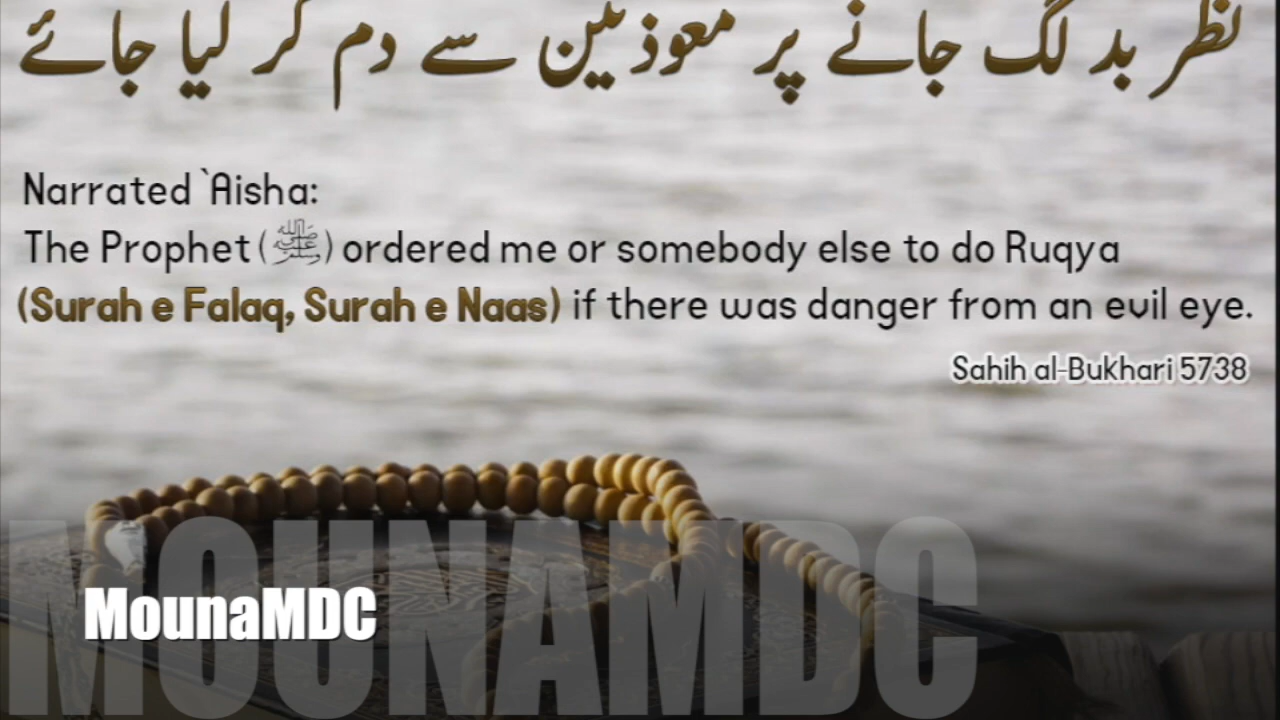 نظر بد لگ جانے پر معوذتین سے دم کر لیا جائے
Narrated `Aisha:
The Prophet (ﷺ) ordered me or somebody else to do Ruqya
(Surah e Falaq, Surah e Naas) if there was danger from an evil eye.
Sahih al-Bukhari 5738
MOUNAMDC
MounaMDC